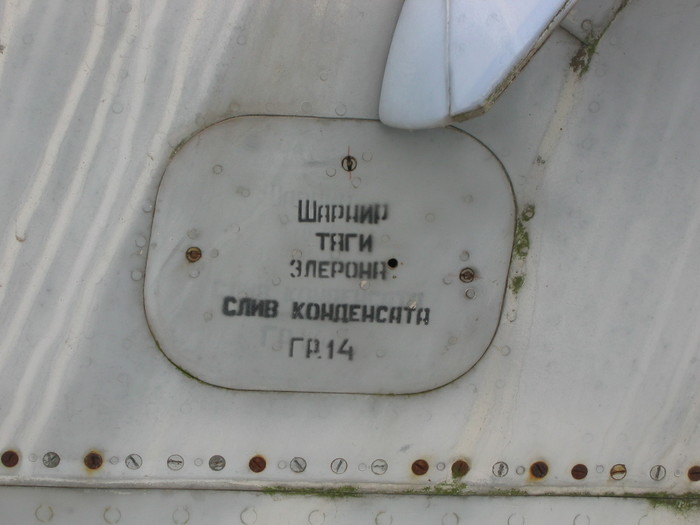 Шарнир
тяги
элерона
слив конденсата
ГР.14